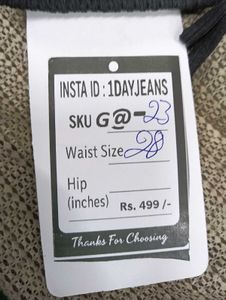 INSTA ID : 1DAYJEANS
SKU G@-23
Waist Size 28
Hip
(inches) Rs. 499 /-
Thanks For Choosing